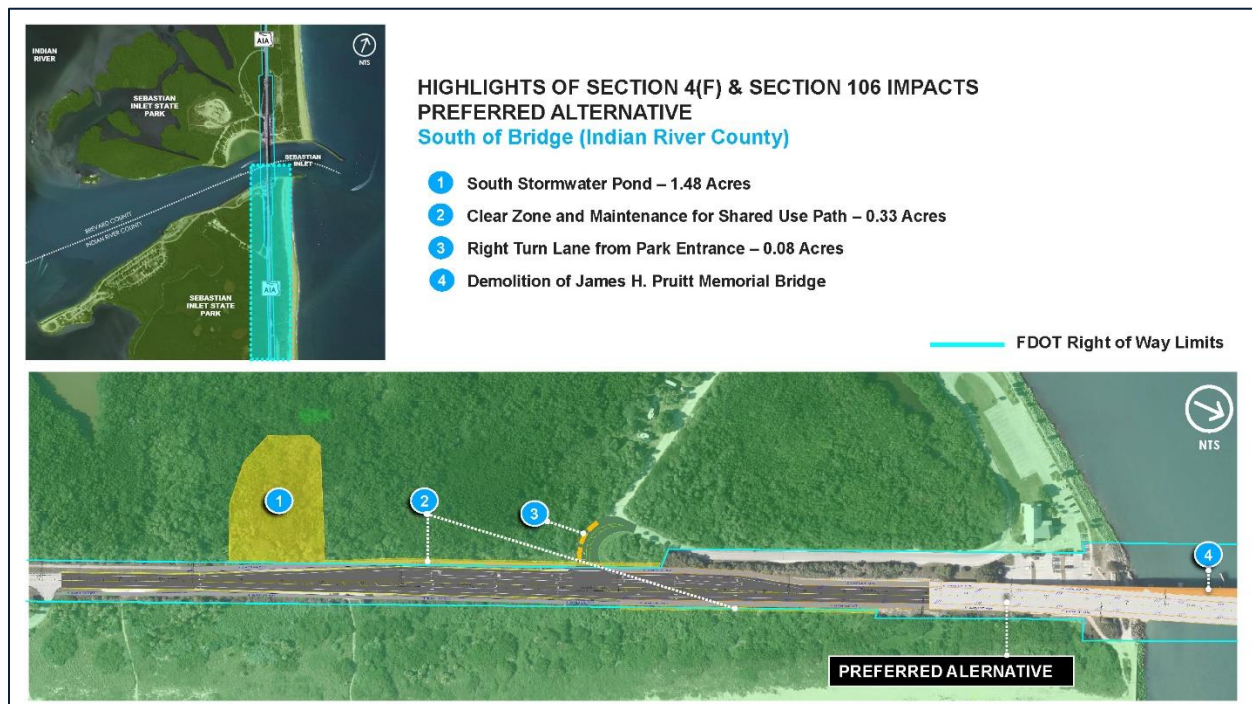 INDIAN
RIVER
A1A
NTS
SEBASTIAN
INLET STATE
PARK
SEBASTIAN
INLET
BREVARD COUNTY
INDIAN RIVER COUNTY
A1A
SEBASTIAN
INLET STATE
PARK
HIGHLIGHTS OF SECTION 4(F) & SECTION 106 IMPACTS
PREFERRED ALTERNATIVE
South of Bridge (Indian River County)
1 South Stormwater Pond – 1.48 Acres
2 Clear Zone and Maintenance for Shared Use Path – 0.33 Acres
3 Right Turn Lane from Park Entrance – 0.08 Acres
4 Demolition of James H. Pruitt Memorial Bridge
FDOT Right of Way Limits
NTS
1
2
3
4
PREFERRED ALERNATIVE